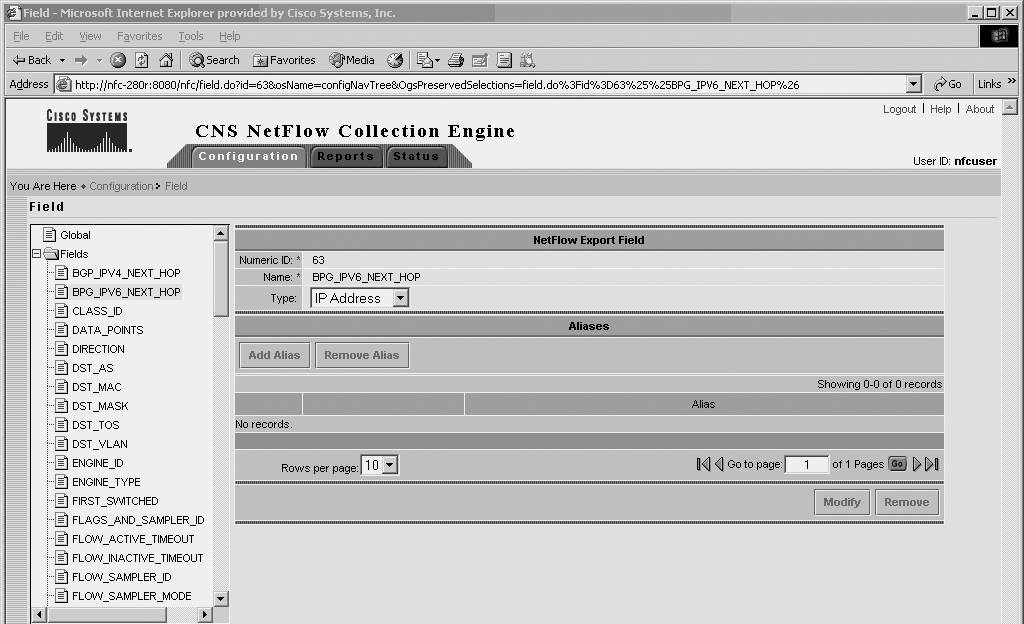 Field - Microsoft Internet Explorer provided by Cisco Systems, Inc.
File Edit View Favorites Tools Help
Back Search Favorites Media
Address http://nfc-280r:8080/nfc/field.do?id=63&osName=configNavTree&OgsPreservedSelections=field.do%3Fid%3D63%25%25BPG_IPV6_NEXT_HOP%26 Go Links »
Logout | Help | About
CISCO SYSTEMS
CNS NetFlow Collection Engine
Configuration Reports Status
User ID: nfcuser
You Are Here Configuration Field
Field
Global
Fields
BGP_IPV4_NEXT_HOP
BPG_IPV6_NEXT_HOP
CLASS_ID
DATA_POINTS
DIRECTION
DST_AS
DST_MAC
DST_MASK
DST_TOS
DST_VLAN
ENGINE_ID
ENGINE_TYPE
FIRST_SWITCHED
FLAGS_AND_SAMPLER_ID
FLOW_ACTIVE_TIMEOUT
FLOW_INACTIVE_TIMEOUT
FLOW_SAMPLER_ID
FLOW_SAMPLER_MODE
NetFlow Export Field
Numeric ID: * 63
Name: * BPG_IPV6_NEXT_HOP
Type: IP Address
Aliases
Add Alias Remove Alias
Showing 0-0 of 0 records
Alias
No records.
Rows per page: 10 Go to page: 1 of 1 Pages Go
Modify Remove